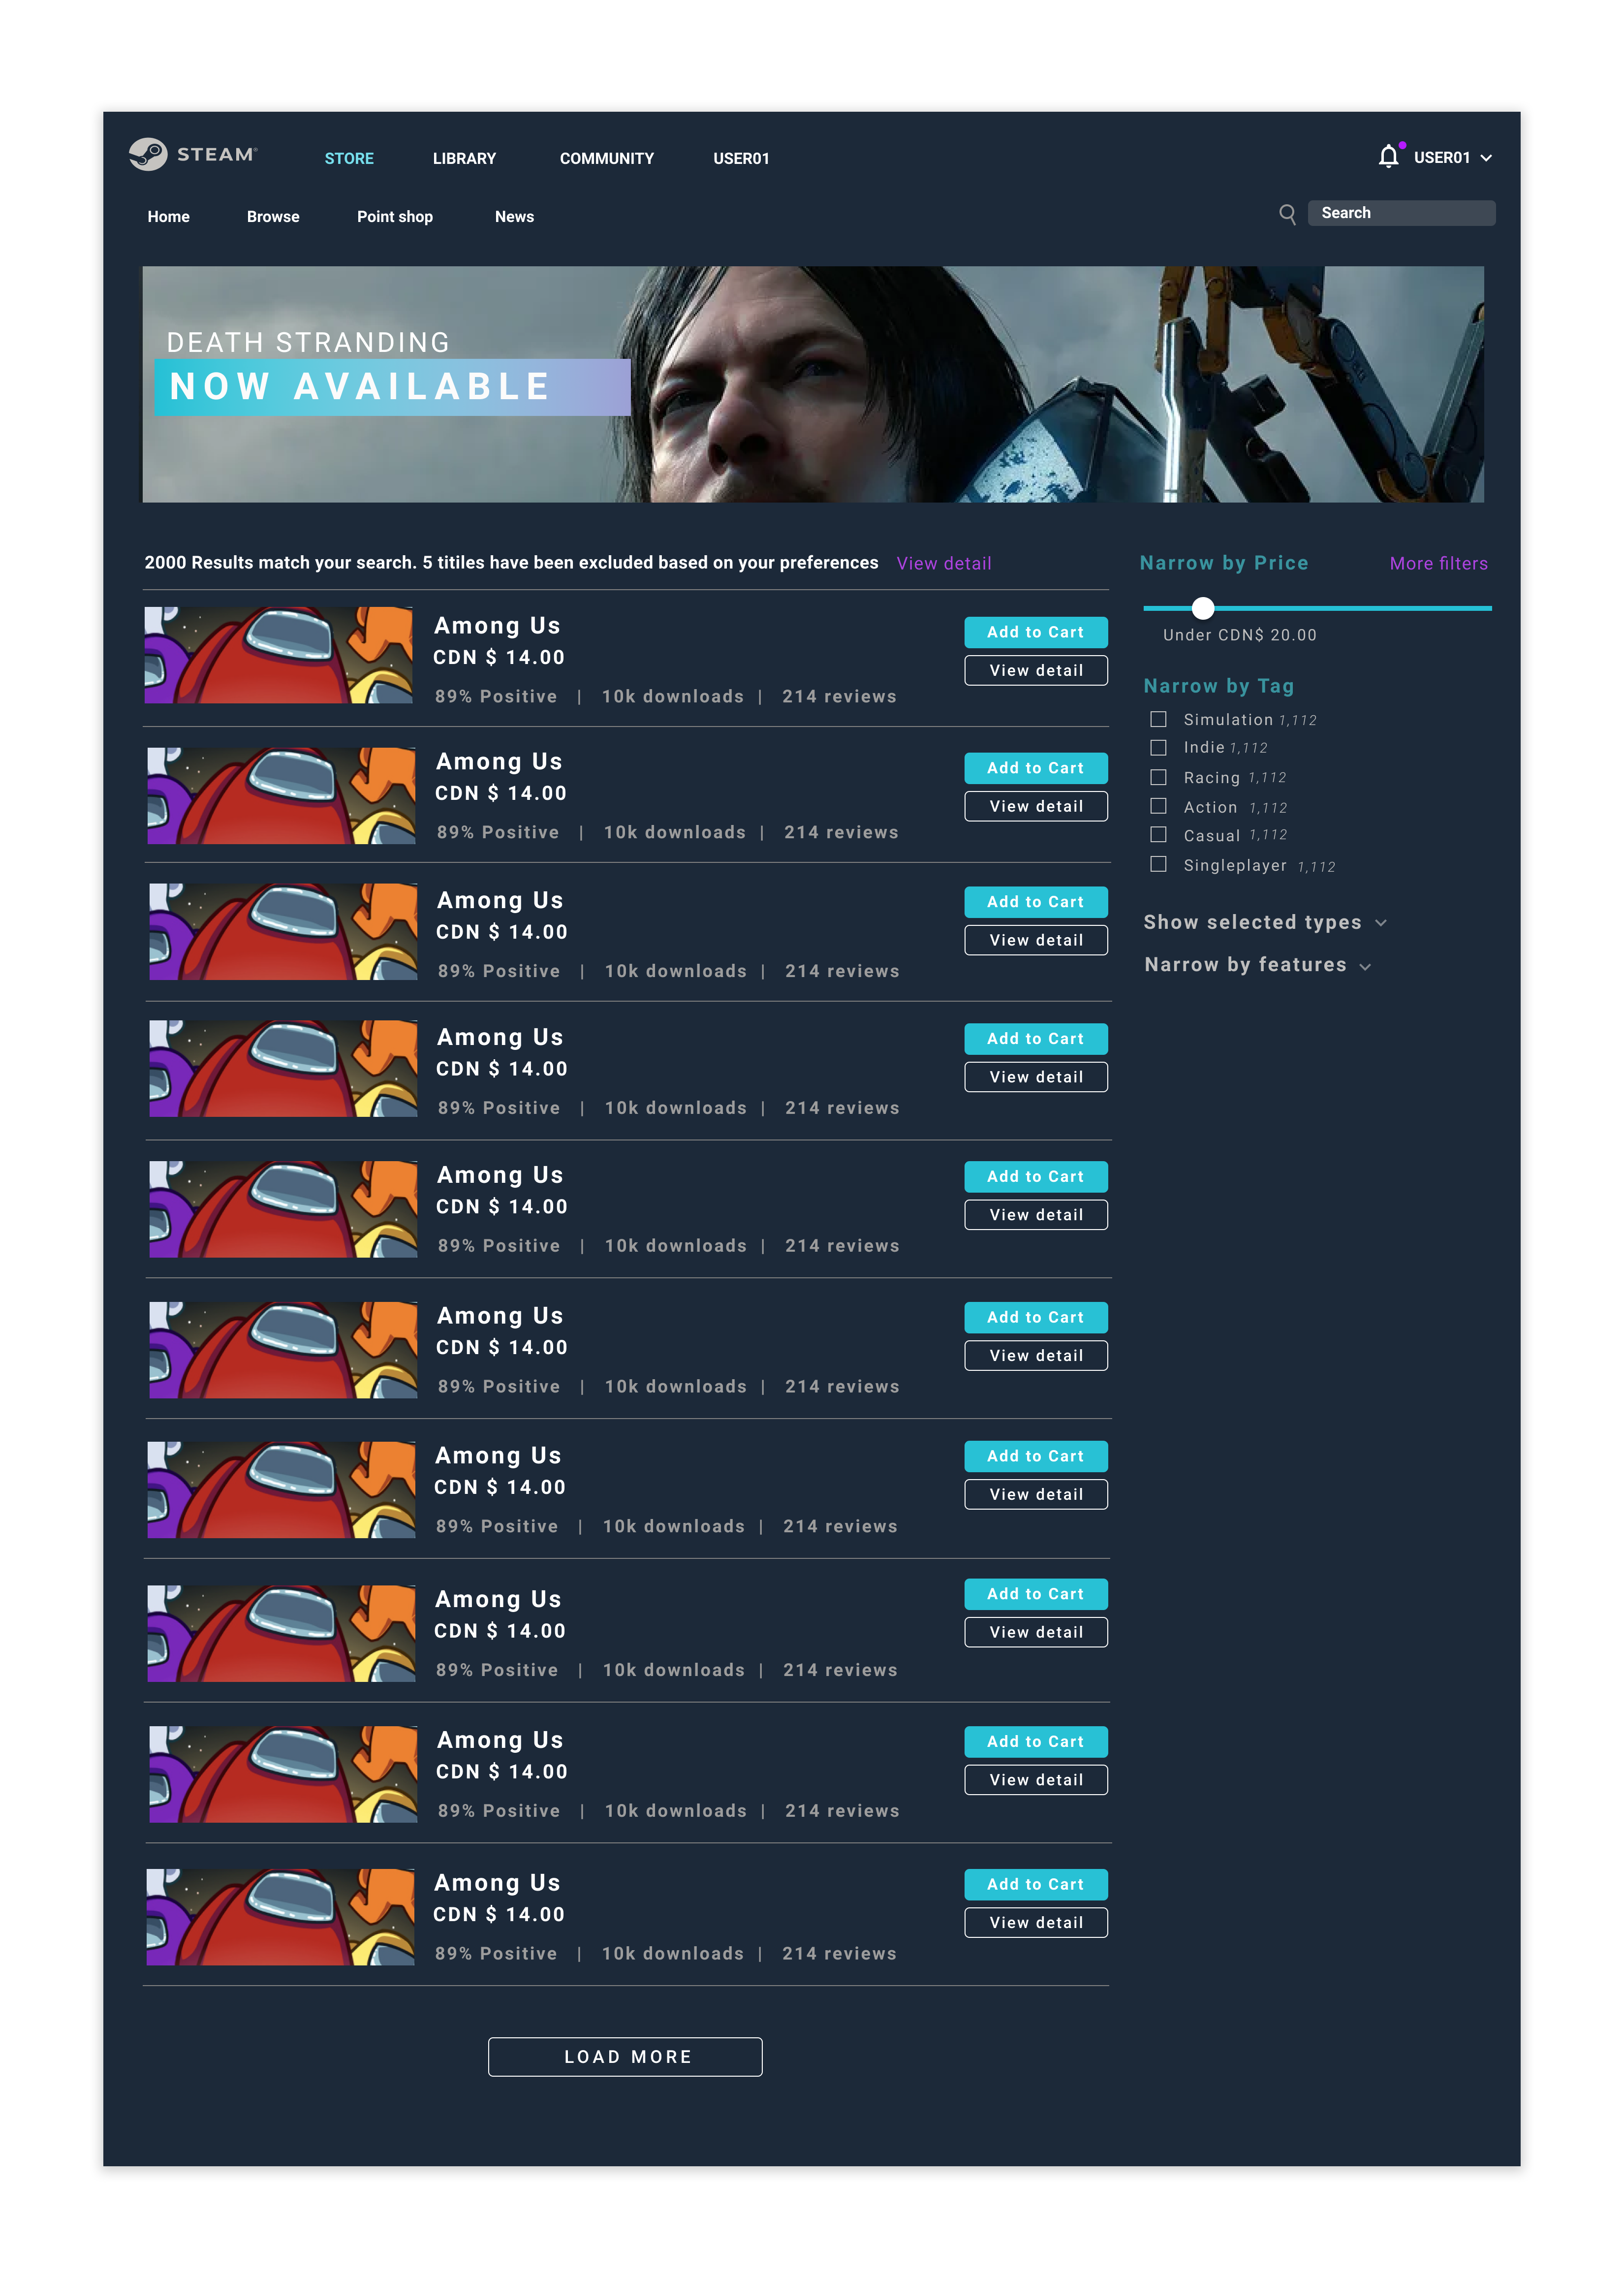 STEAM®
STORE LIBRARY COMMUNITY USER01 USER01
Home Browse Point shop News Search
DEATH STRANDING
NOW AVAILABLE
2000 Results match your search. 5 titiles have been excluded based on your preferences View detail
Among Us
CDN $ 14.00
89% Positive | 10k downloads | 214 reviews
Add to Cart
View detail
Among Us
CDN $ 14.00
89% Positive | 10k downloads | 214 reviews
Add to Cart
View detail
Among Us
CDN $ 14.00
89% Positive | 10k downloads | 214 reviews
Add to Cart
View detail
Among Us
CDN $ 14.00
89% Positive | 10k downloads | 214 reviews
Add to Cart
View detail
Among Us
CDN $ 14.00
89% Positive | 10k downloads | 214 reviews
Add to Cart
View detail
Among Us
CDN $ 14.00
89% Positive | 10k downloads | 214 reviews
Add to Cart
View detail
Among Us
CDN $ 14.00
89% Positive | 10k downloads | 214 reviews
Add to Cart
View detail
Among Us
CDN $ 14.00
89% Positive | 10k downloads | 214 reviews
Add to Cart
View detail
Among Us
CDN $ 14.00
89% Positive | 10k downloads | 214 reviews
Add to Cart
View detail
Among Us
CDN $ 14.00
89% Positive | 10k downloads | 214 reviews
Add to Cart
View detail
LOAD MORE
Narrow by Price More filters
Under CDN$ 20.00
Narrow by Tag
Simulation 1,112
Indie 1,112
Racing 1,112
Action 1,112
Casual 1,112
Singleplayer 1,112
Show selected types
Narrow by features